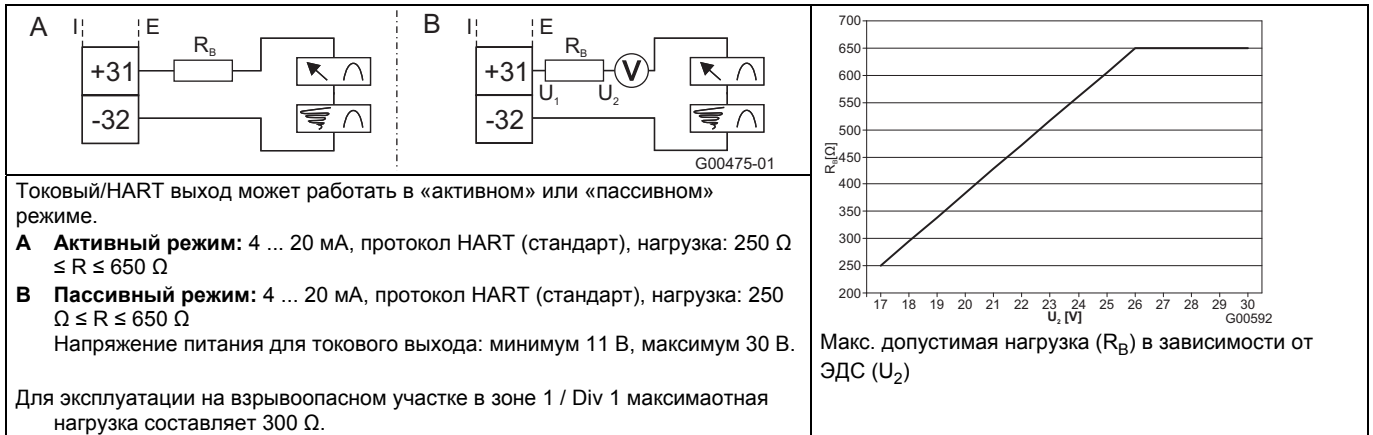 A I E
+31
-32
R_B
B I E
+31
-32
R_B
V
U₁ U₂
G00475-01
Токовый/HART выход может работать в «активном» или «пассивном»
режиме.
A Активный режим: 4 ... 20 мА, протокол HART (стандарт), нагрузка: 250 Ω
≤ R ≤ 650 Ω
B Пассивный режим: 4 ... 20 мА, протокол HART (стандарт), нагрузка: 250
Ω ≤ R ≤ 650 Ω
Напряжение питания для токового выхода: минимум 11 В, максимум 30 В.
Для эксплуатации на взрывоопасном участке в зоне 1 / Div 1 максимаотная
нагрузка составляет 300 Ω.
700
650
600
550
500
450
400
350
300
250
200
R_B[Ω]
17 18 19 20 21 22 23 24 25 26 27 28 29 30
U₂ [V]
G00592
Макс. допустимая нагрузка (R_B) в зависимости от
ЭДС (U₂)